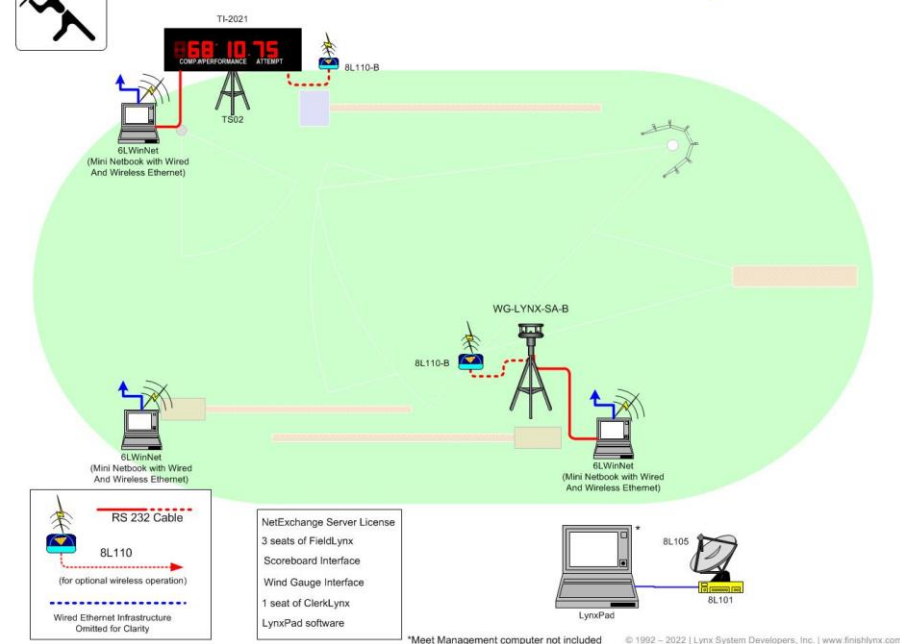 TI-2021
68 10.75
COMP.#/PERFORMANCE ATTEMPT
8L110-B
TS02
6LWinNet
(Mini Netbook with Wired
And Wireless Ethernet)
WG-LYNX-SA-B
8L110-B
6LWinNet
(Mini Netbook with Wired
And Wireless Ethernet)
6LWinNet
(Mini Netbook with Wired
And Wireless Ethernet)
RS 232 Cable
8L110
(for optional wireless operation)
Wired Ethernet Infrastructure
Omitted for Clarity
NetExchange Server License
3 seats of FieldLynx
Scoreboard Interface
Wind Gauge Interface
1 seat of ClerkLynx
LynxPad software
*
8L105
8L101
LynxPad
*Meet Management computer not included
© 1992 – 2022 | Lynx System Developers, Inc. | www.finishlynx.com